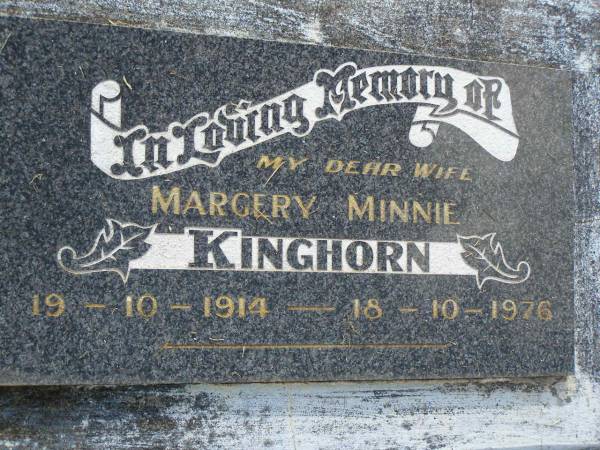 In Loving Memory of
MY DEAR WIFE
MARGERY MINNIE
KINGHORN
19 - 10 - 1914 — 18 - 10 - 1976